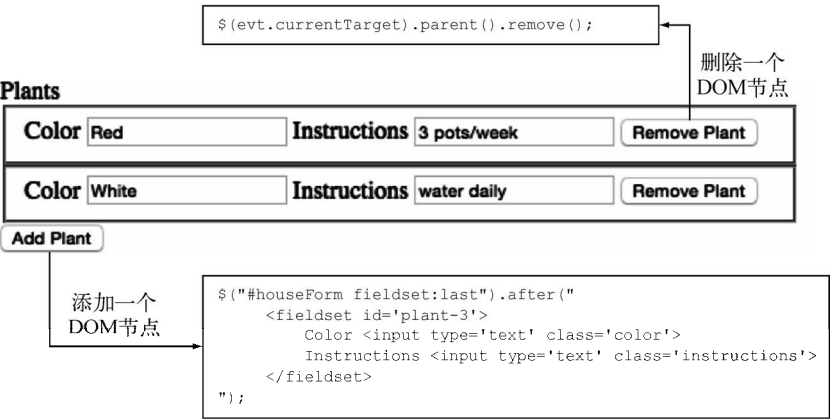 $(evt.currentTarget).parent().remove();
删除一个
DOM节点
Plants
Color Red Instructions 3 pots/week Remove Plant
Color White Instructions water daily Remove Plant
Add Plant
添加一个
DOM节点
$("#houseForm fieldset:last").after("
<fieldset id='plant-3'>
Color <input type='text' class='color'>
Instructions <input type='text' class='instructions'>
</fieldset>
");